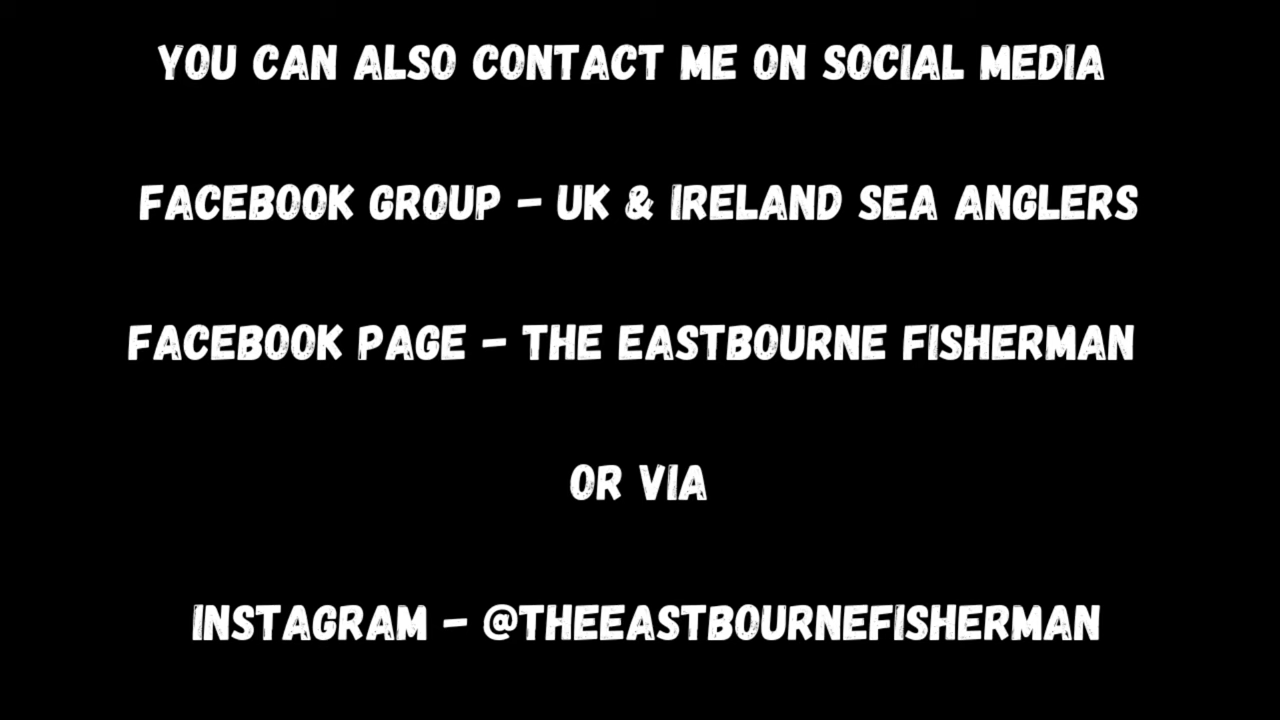 YOU CAN ALSO CONTACT ME ON SOCIAL MEDIA
FACEBOOK GROUP - UK & IRELAND SEA ANGLERS
FACEBOOK PAGE - THE EASTBOURNE FISHERMAN
OR VIA
INSTAGRAM - @THEEASTBOURNEFISHERMAN